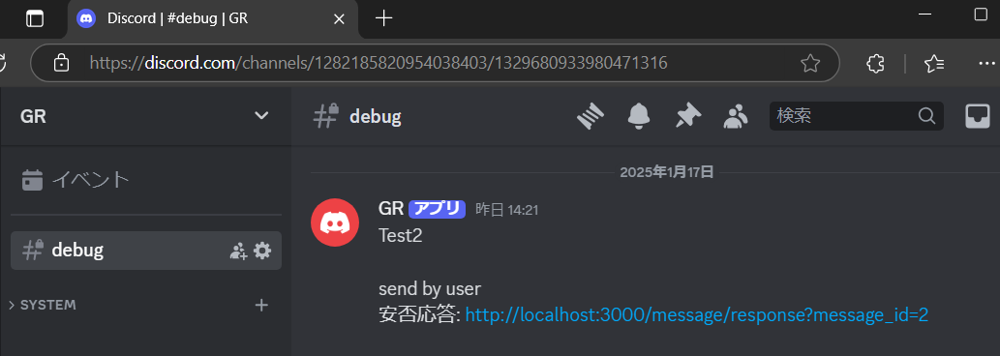 Discord | #debug | GR
https://discord.com/channels/1282185820954038403/1329680933980471316
GR
debug
検索
イベント
debug
SYSTEM
2025年1月17日
GR アプリ 昨日 14:21
Test2
send by user
安否応答: http://localhost:3000/message/response?message_id=2